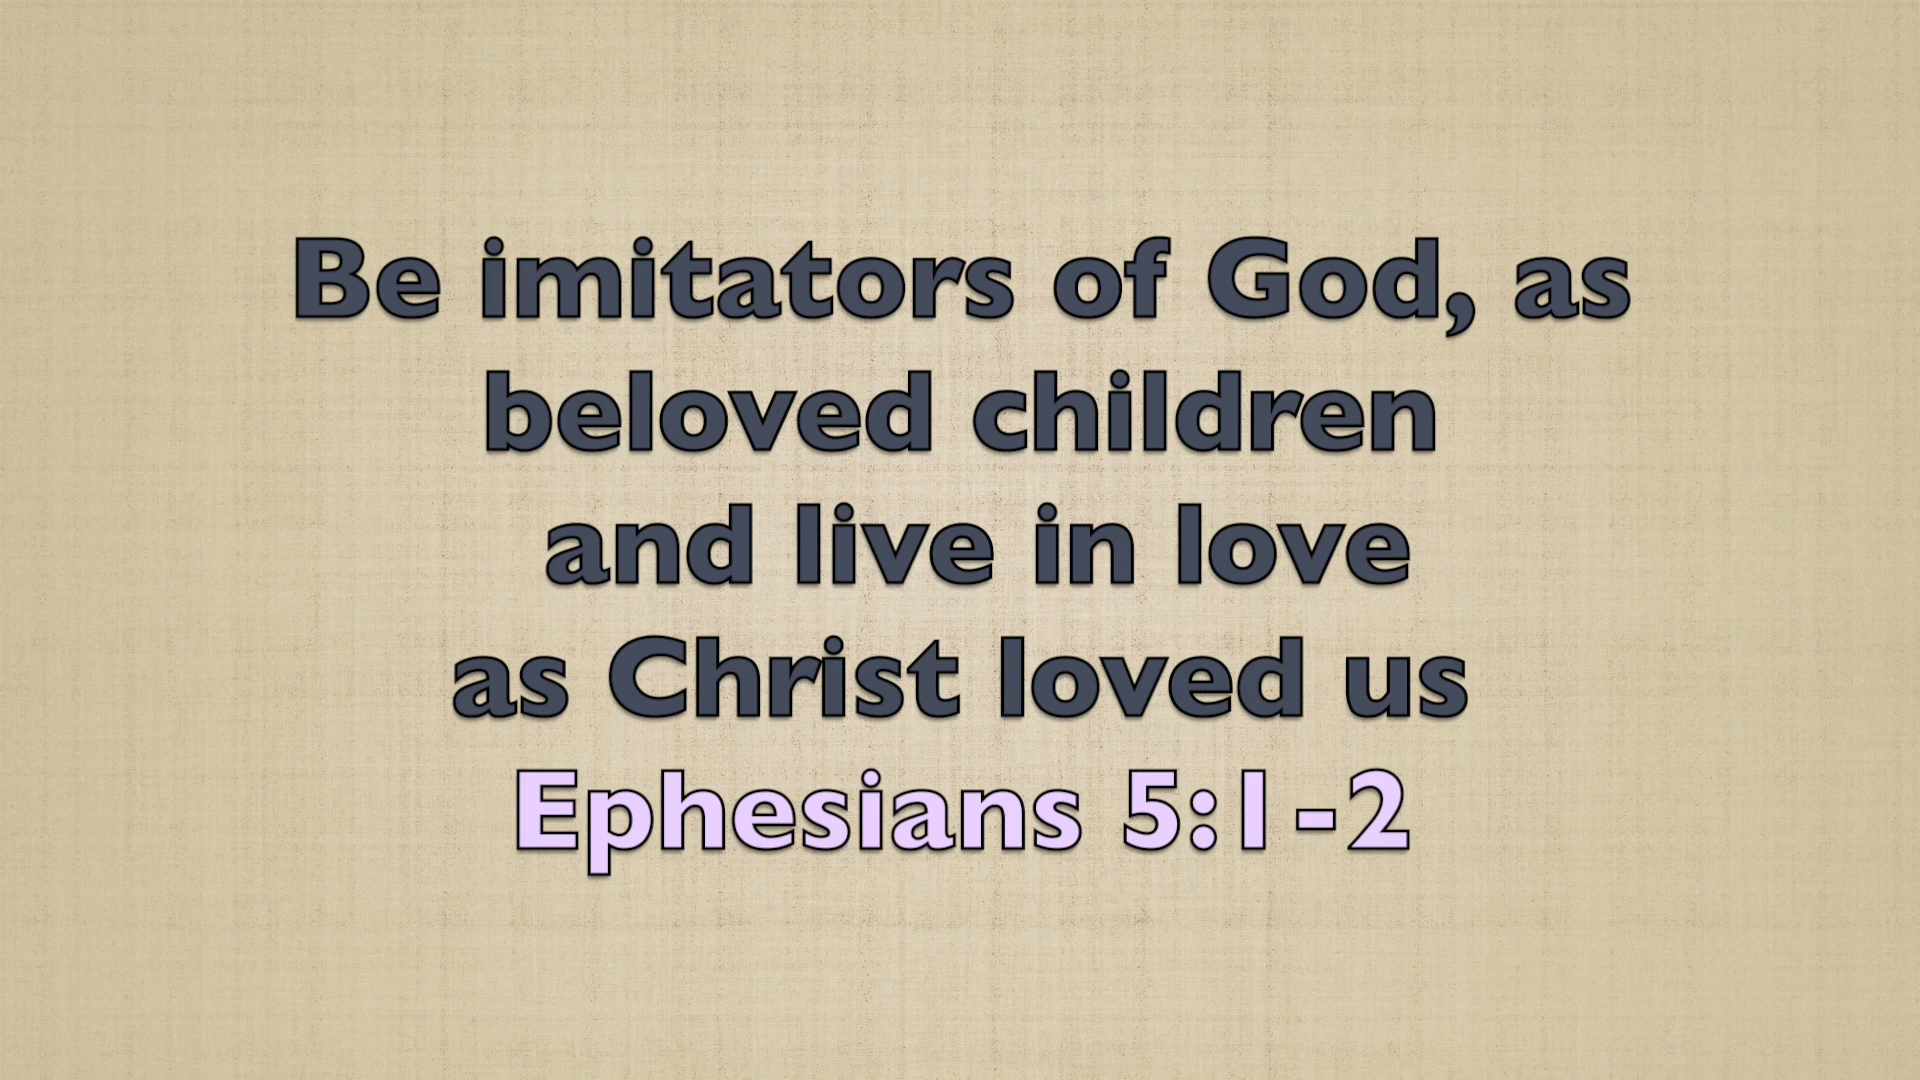 Be imitators of God, as
beloved children
and live in love
as Christ loved us
Ephesians 5:1-2